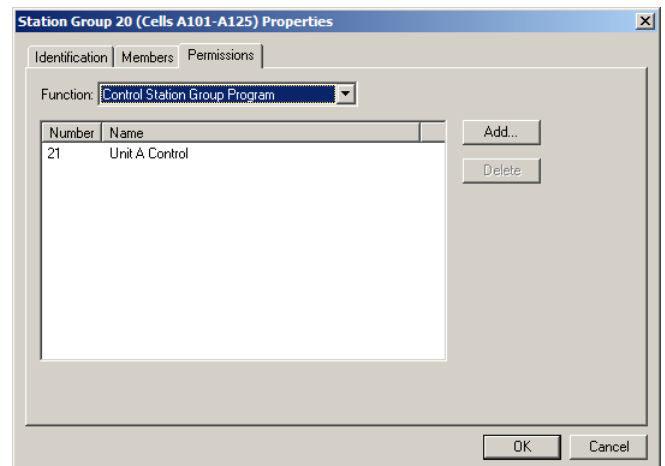 Station Group 20 (Cells A101-A125) Properties
Identification Members Permissions
Function: Control Station Group Program
Number Name
21 Unit A Control
Add...
Delete
OK Cancel